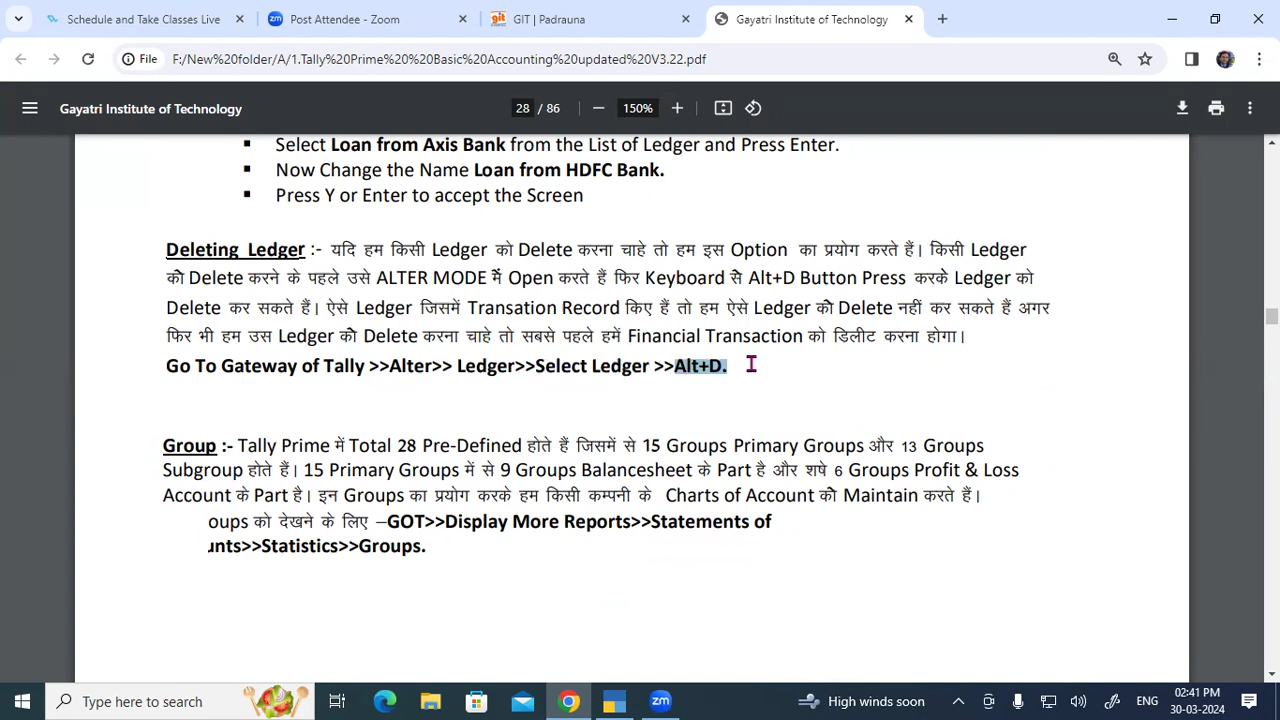 Schedule and Take Classes Live
Post Attendee - Zoom
GIT | Padrauna
Gayatri Institute of Technology
File
F:/New%20folder/A/1.Tally%20Prime%20%20Basic%20Accounting%20updated%20V3.22.pdf
Gayatri Institute of Technology
28 / 86
150%
Select Loan from Axis Bank from the List of Ledger and Press Enter.
Now Change the Name Loan from HDFC Bank.
Press Y or Enter to accept the Screen
Deleting Ledger :- यदि हम किसी Ledger को Delete करना चाहे तो हम इस Option का प्रयोग करते हैं। किसी Ledger
को Delete करने के पहले उसे ALTER MODE में Open करते हैं फिर Keyboard से Alt+D Button Press करके Ledger को
Delete कर सकते हैं। ऐसे Ledger जिसमें Transation Record किए हैं तो हम ऐसे Ledger को Delete नहीं कर सकते हैं अगर
फिर भी हम उस Ledger को Delete करना चाहे तो सबसे पहले हमें Financial Transaction को डिलीट करना होगा।
Go To Gateway of Tally >>Alter>> Ledger>>Select Ledger >>Alt+D.
Group :- Tally Prime में Total 28 Pre-Defined होते हैं जिसमें से 15 Groups Primary Groups और 13 Groups
Subgroup होते हैं। 15 Primary Groups में से 9 Groups Balancesheet के Part है और शषे 6 Groups Profit & Loss
Account के Part है। इन Groups का प्रयोग करके हम किसी कम्पनी के Charts of Account को Maintain करते हैं।
oups को देखने के लिए –GOT>>Display More Reports>>Statements of
unts>>Statistics>>Groups.
Type here to search
High winds soon
ENG
02:41 PM
30-03-2024